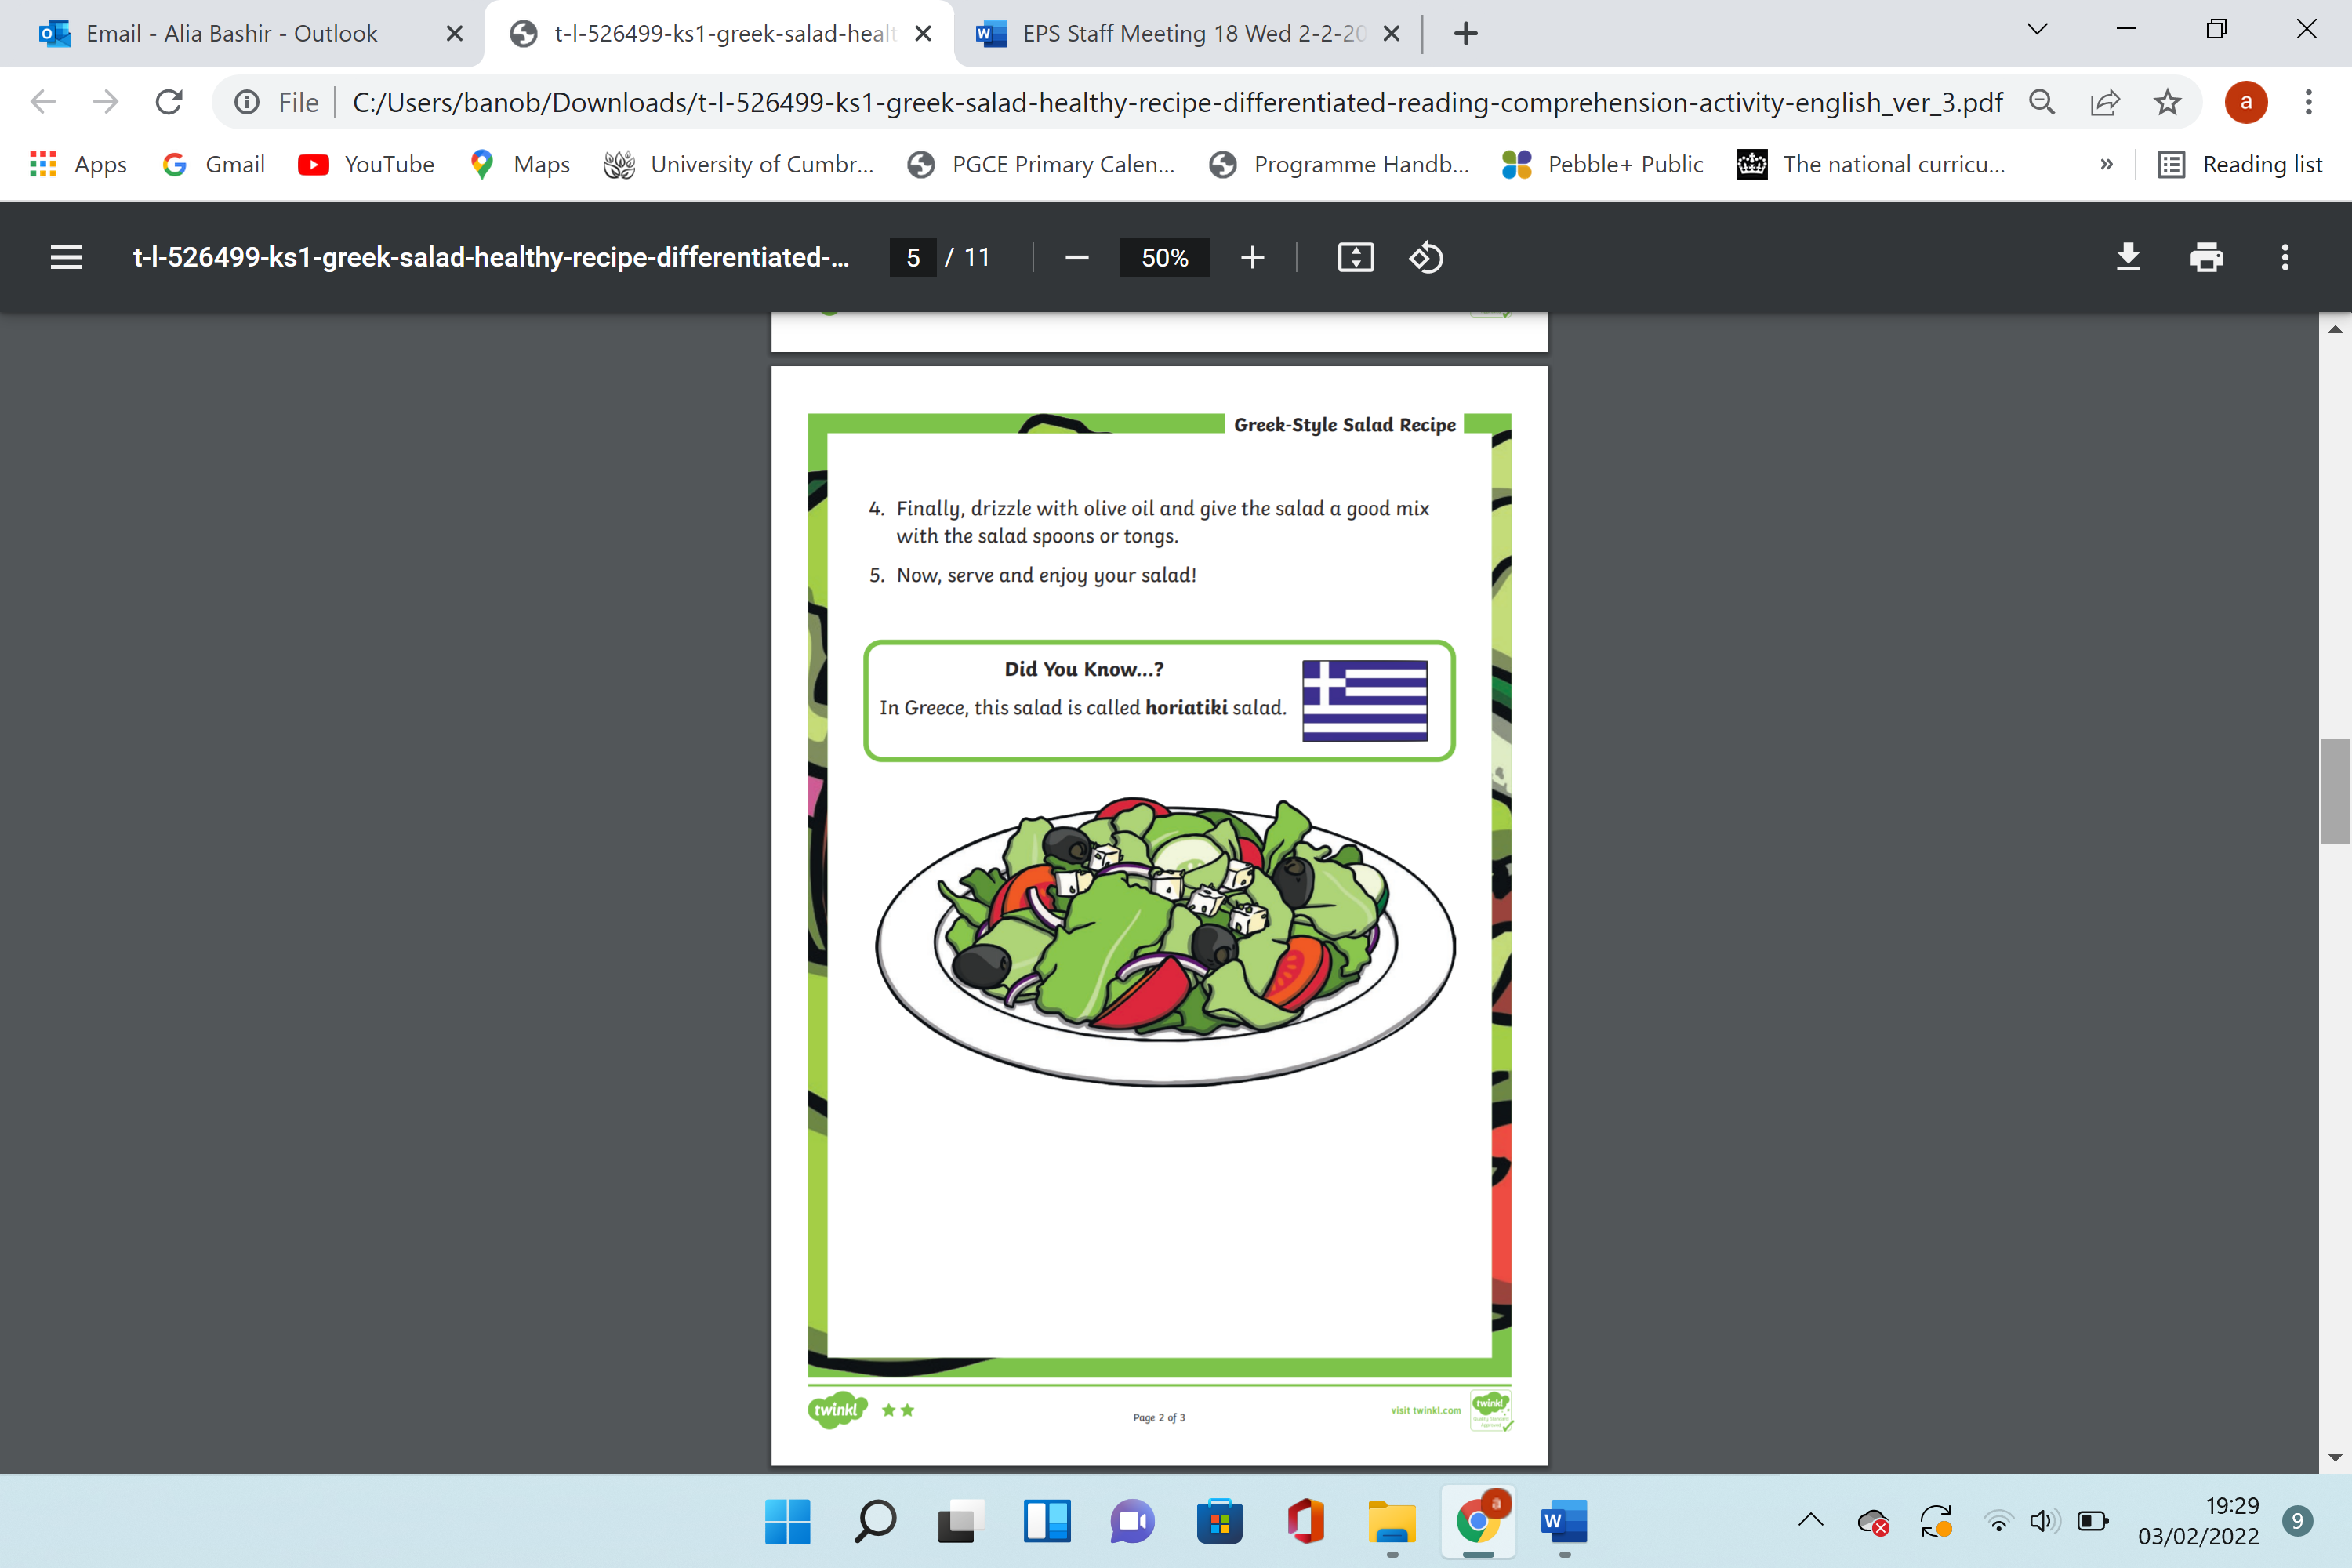 Email - Alia Bashir - Outlook
t-l-526499-ks1-greek-salad-healt
EPS Staff Meeting 18 Wed 2-2-20
File
C:/Users/banob/Downloads/t-l-526499-ks1-greek-salad-healthy-recipe-differentiated-reading-comprehension-activity-english_ver_3.pdf
a
Apps
Gmail
YouTube
Maps
University of Cumbr...
PGCE Primary Calen...
Programme Handb...
Pebble+ Public
The national curricu...
»
Reading list
t-l-526499-ks1-greek-salad-healthy-recipe-differentiated-...
5 / 11
50%
Greek-Style Salad Recipe
4. Finally, drizzle with olive oil and give the salad a good mix
with the salad spoons or tongs.
5. Now, serve and enjoy your salad!
Did You Know...?
In Greece, this salad is called horiatiki salad.
twinkl
Page 2 of 3
visit twinkl.com
twinkl
19:29
03/02/2022
9